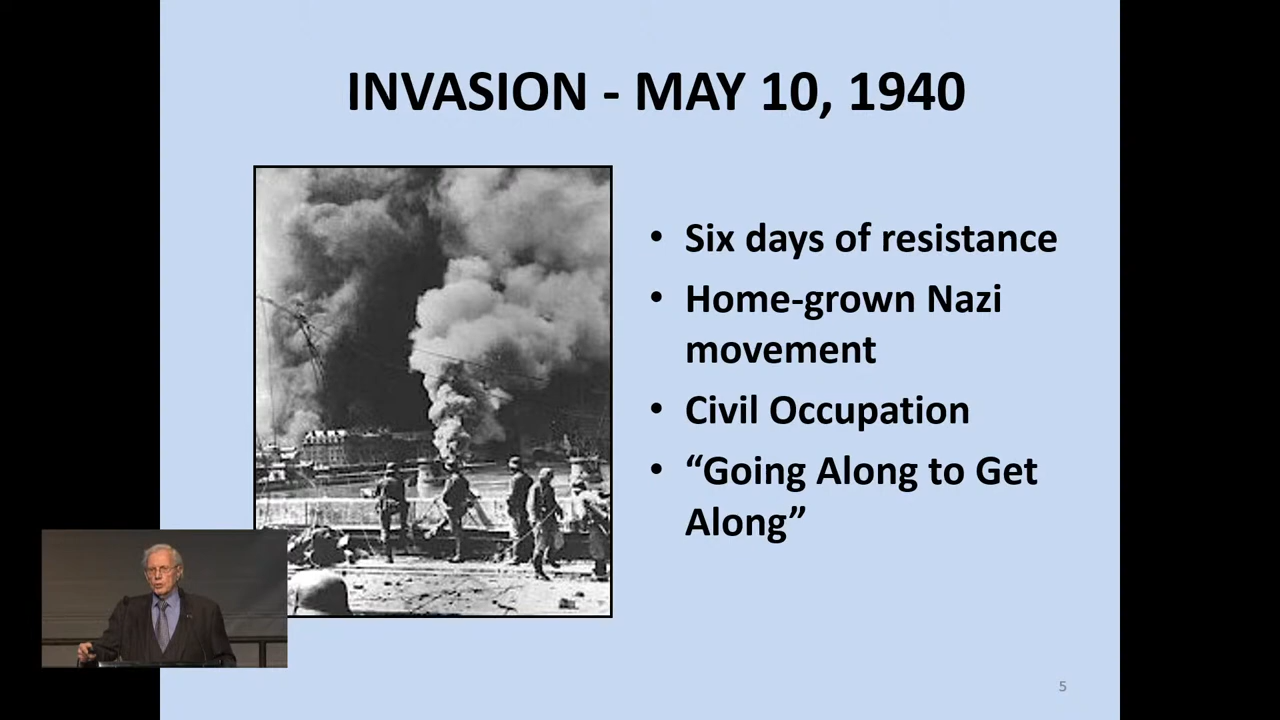 INVASION - MAY 10, 1940
• Six days of resistance
• Home-grown Nazi
movement
• Civil Occupation
• “Going Along to Get
Along”
5